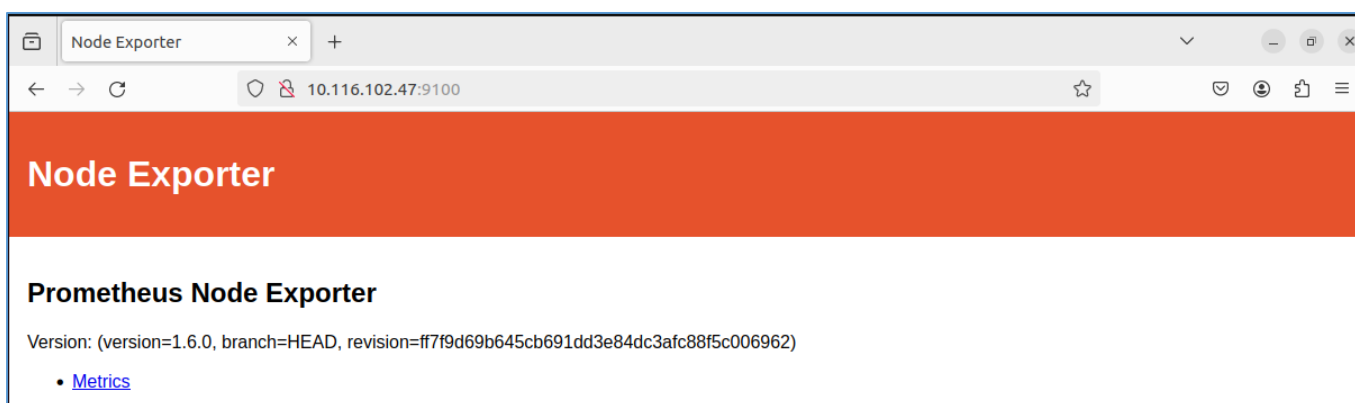 Node Exporter
10.116.102.47:9100
Node Exporter
Prometheus Node Exporter
Version: (version=1.6.0, branch=HEAD, revision=ff7f9d69b645cb691dd3e84dc3afc88f5c006962)
Metrics